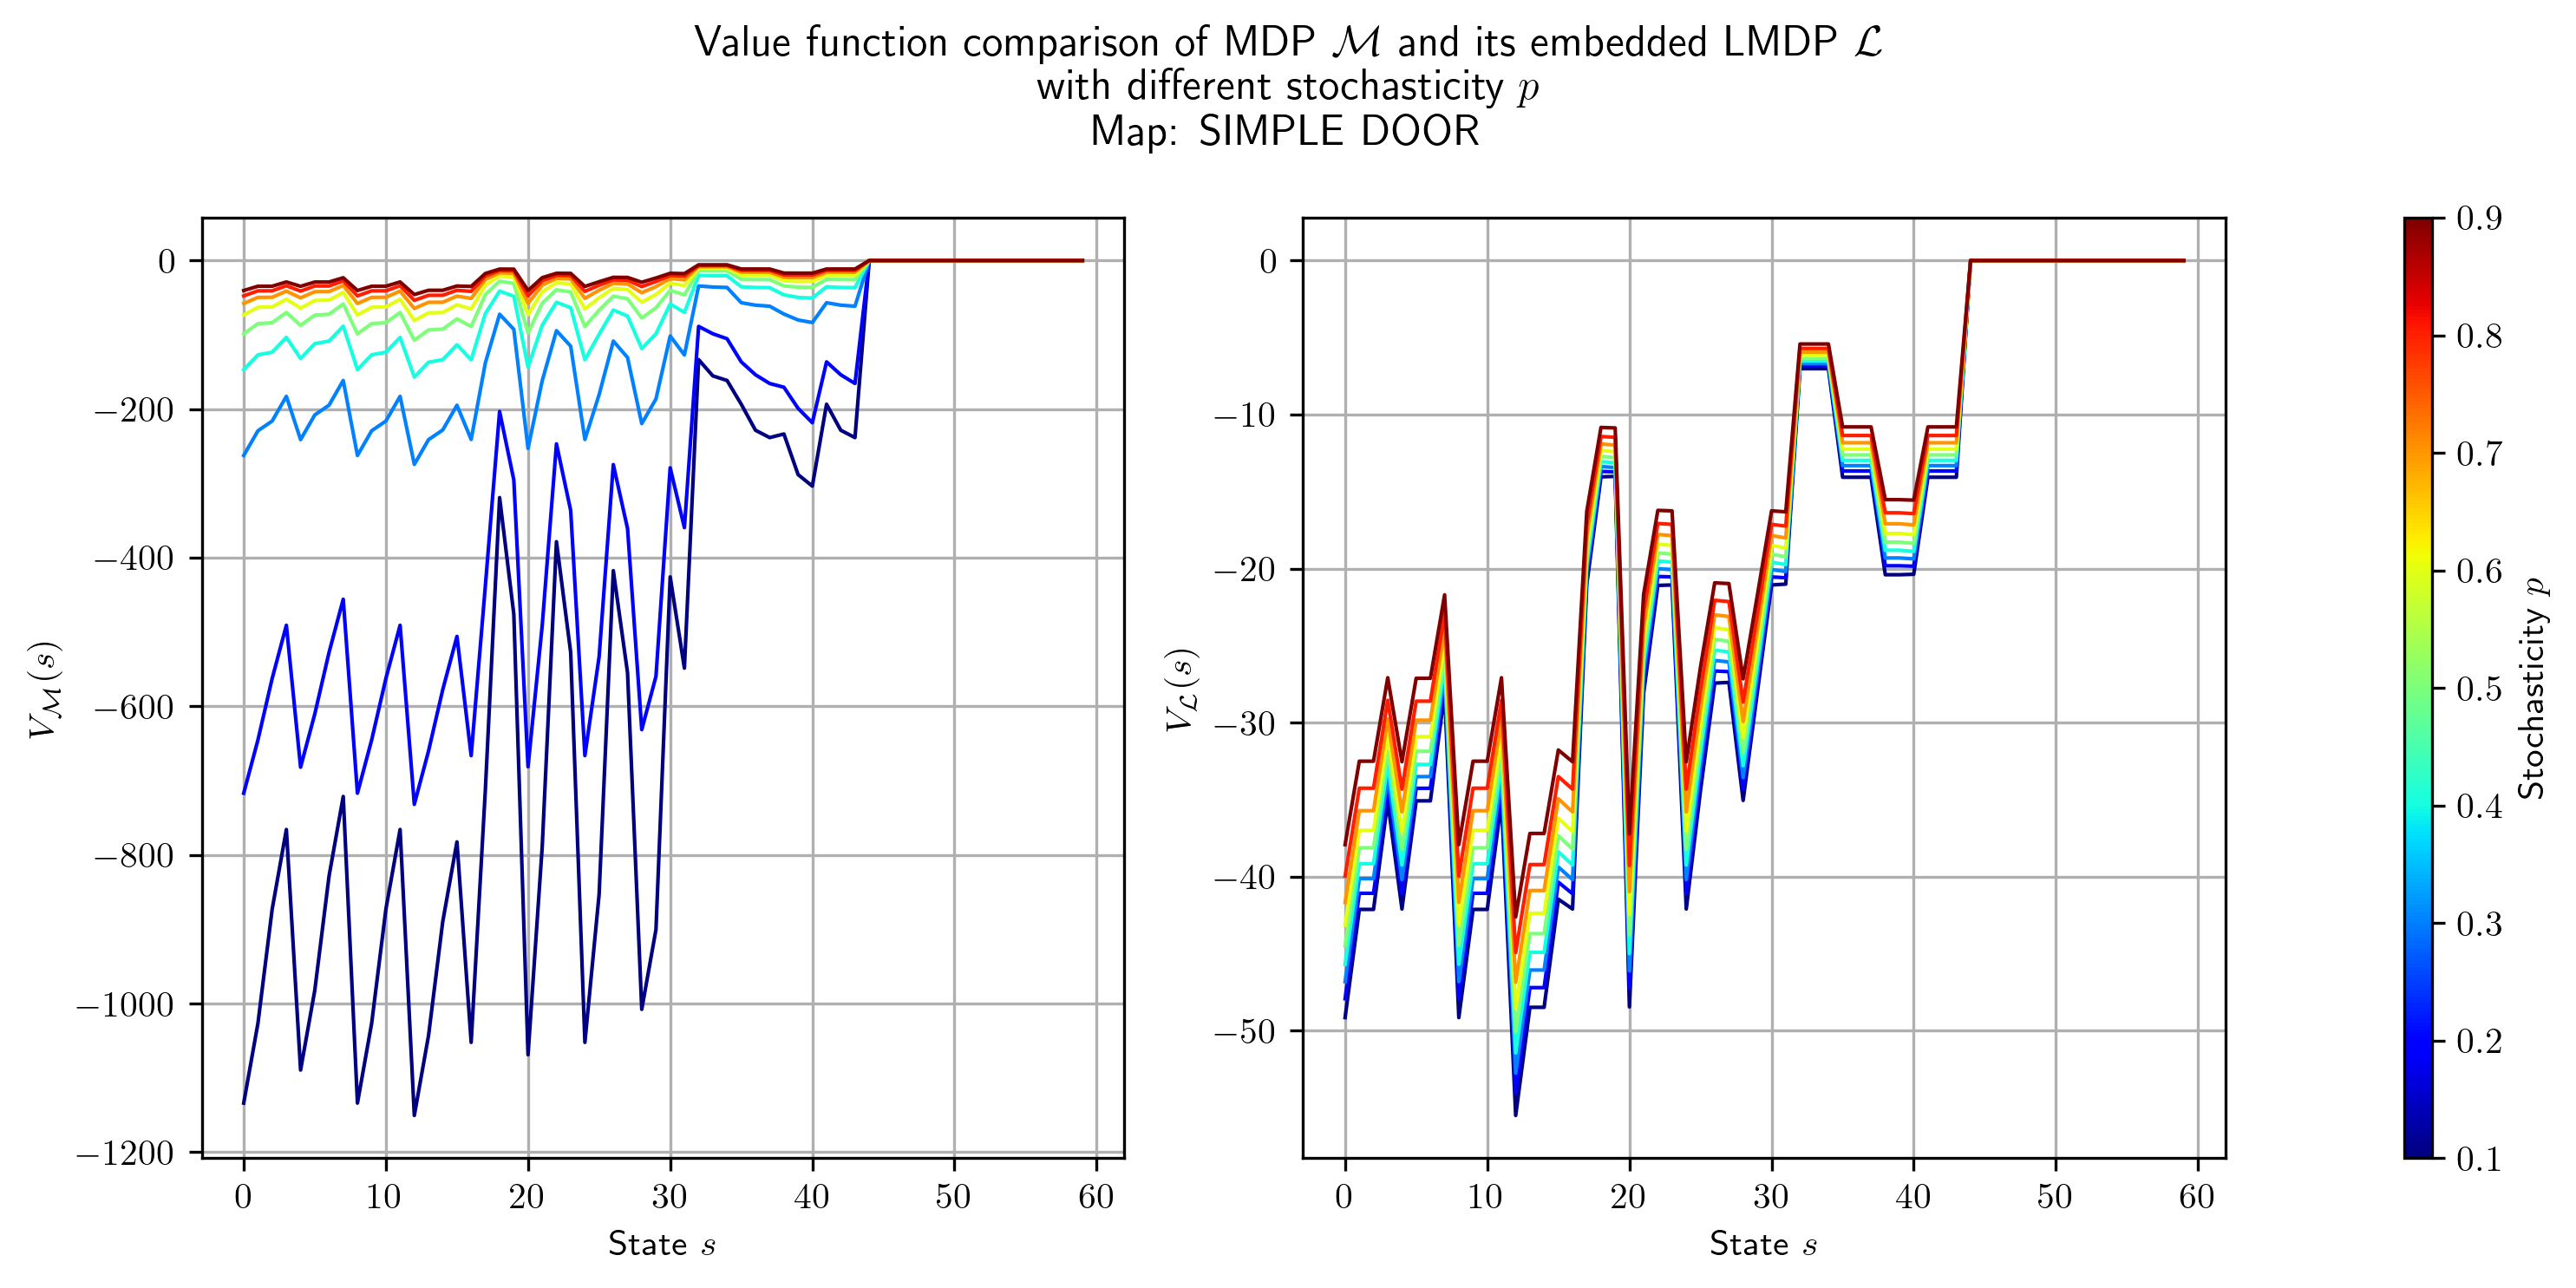 Value function comparison of MDP ℳ and its embedded LMDP ℒ
with different stochasticity p
Map: SIMPLE DOOR
0
−200
−400
−600
−800
−1000
−1200
V_ℳ(s)
0 10 20 30 40 50 60
State s
0
−10
−20
−30
−40
−50
V_ℒ(s)
0 10 20 30 40 50 60
State s
0.9
0.8
0.7
0.6
0.5
0.4
0.3
0.2
0.1
Stochasticity p